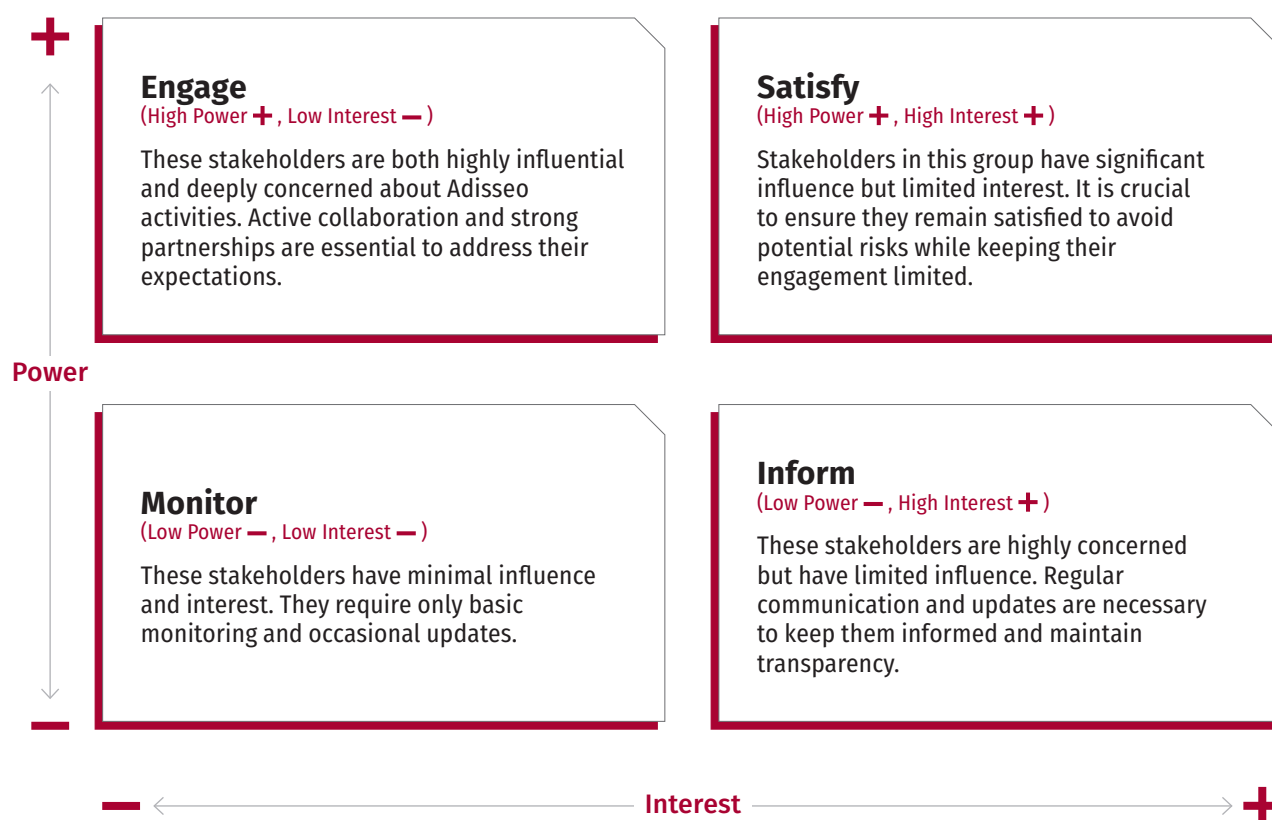 Engage
(High Power + , Low Interest – )
These stakeholders are both highly influential
and deeply concerned about Adisseo
activities. Active collaboration and strong
partnerships are essential to address their
expectations.
Satisfy
(High Power + , High Interest + )
Stakeholders in this group have significant
influence but limited interest. It is crucial
to ensure they remain satisfied to avoid
potential risks while keeping their
engagement limited.
Power
Monitor
(Low Power – , Low Interest – )
These stakeholders have minimal influence
and interest. They require only basic
monitoring and occasional updates.
Inform
(Low Power – , High Interest + )
These stakeholders are highly concerned
but have limited influence. Regular
communication and updates are necessary
to keep them informed and maintain
transparency.
Interest